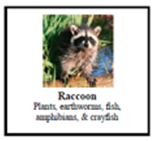 Raccoon
Plants, earthworms, fish,
amphibians, & crayfish